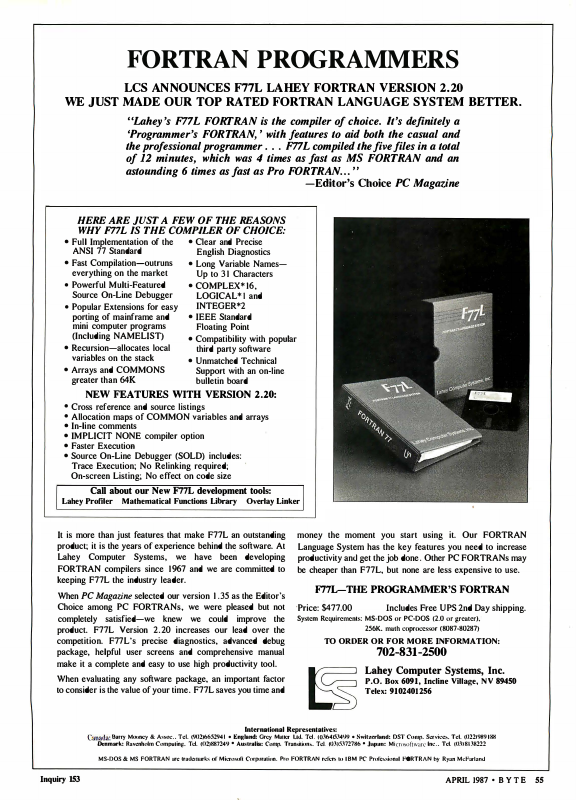 FORTRAN PROGRAMMERS
LCS ANNOUNCES F77L LAHEY FORTRAN VERSION 2.20
WE JUST MADE OUR TOP RATED FORTRAN LANGUAGE SYSTEM BETTER.
“Lahey’s F77L FORTRAN is the compiler of choice. It’s definitely a
‘Programmer’s FORTRAN,’ with features to aid both the casual and
the professional programmer . . . F77L compiled the five files in a total
of 12 minutes, which was 4 times as fast as MS FORTRAN and an
astounding 6 times as fast as Pro FORTRAN...”
—Editor’s Choice PC Magazine
HERE ARE JUST A FEW OF THE REASONS
WHY F77L IS THE COMPILER OF CHOICE:
• Full Implementation of the
ANSI 77 Standard
• Fast Compilation—outruns
everything on the market
• Powerful Multi-Featured
Source On-Line Debugger
• Popular Extensions for easy
porting of mainframe and
mini computer programs
(Including NAMELIST)
• Recursion—allocates local
variables on the stack
• Arrays and COMMONS
greater than 64K
• Clear and Precise
English Diagnostics
• Long Variable Names—
Up to 31 Characters
• COMPLEX*16,
LOGICAL*1 and
INTEGER*2
• IEEE Standard
Floating Point
• Compatibility with popular
third party software
• Unmatched Technical
Support with an on-line
bulletin board
NEW FEATURES WITH VERSION 2.20:
• Cross reference and source listings
• Allocation maps of COMMON variables and arrays
• In-line comments
• IMPLICIT NONE compiler option
• Faster Execution
• Source On-Line Debugger (SOLD) includes:
Trace Execution; No Relinking required;
On-screen Listing; No effect on code size
Call about our New F77L development tools:
Lahey Profiler Mathematical Functions Library Overlay Linker
F77L
Lahey Computer Systems, Inc.
F77L
FORTRAN 77
Lahey Computer Systems, Inc.
It is more than just features that make F77L an outstanding
product; it is the years of experience behind the software. At
Lahey Computer Systems, we have been developing
FORTRAN compilers since 1967 and we are committed to
keeping F77L the industry leader.
When PC Magazine selected our version 1.35 as the Editor’s
Choice among PC FORTRANs, we were pleased but not
completely satisfied—we knew we could improve the
product. F77L Version 2.20 increases our lead over the
competition. F77L’s precise diagnostics, advanced debug
package, helpful user screens and comprehensive manual
make it a complete and easy to use high productivity tool.
When evaluating any software package, an important factor
to consider is the value of your time. F77L saves you time and
money the moment you start using it. Our FORTRAN
Language System has the key features you need to increase
productivity and get the job done. Other PC FORTRANs may
be cheaper than F77L, but none are less expensive to use.
F77L—THE PROGRAMMER’S FORTRAN
Price: $477.00 Includes Free UPS 2nd Day shipping.
System Requirements: MS-DOS or PC-DOS (2.0 or greater),
256K, math coprocessor (8087-80287)
TO ORDER OR FOR MORE INFORMATION:
702-831-2500
LCS
Lahey Computer Systems, Inc.
P.O. Box 6091, Incline Village, NV 89450
Telex: 9102401256
International Representatives:
Canada: Barry Mooney & Assoc., Tel. (902)6652941 • England: Grey Matter Ltd. Tel. (0364)53499 • Switzerland: DST Comp. Services, Tel. (022)989188
Denmark: Ravenholm Computing, Tel. (02)887249 • Australia: Comp. Transitions, Tel. (03)5372786 • Japan: Microsoftware Inc., Tel. (03)8138222
MS-DOS & MS FORTRAN are trademarks of Microsoft Corporation. Pro FORTRAN refers to IBM PC Professional FORTRAN by Ryan McFarland
Inquiry 153
APRIL 1987 • B Y T E 55